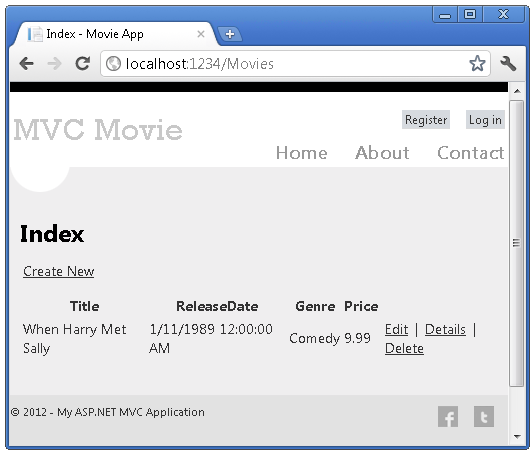 Index - Movie App
localhost:1234/Movies
Register Log in
MVC Movie
Home About Contact
Index
Create New
Title ReleaseDate Genre Price
When Harry Met Sally 1/11/1989 12:00:00 AM Comedy 9.99 Edit | Details | Delete
© 2012 - My ASP.NET MVC Application